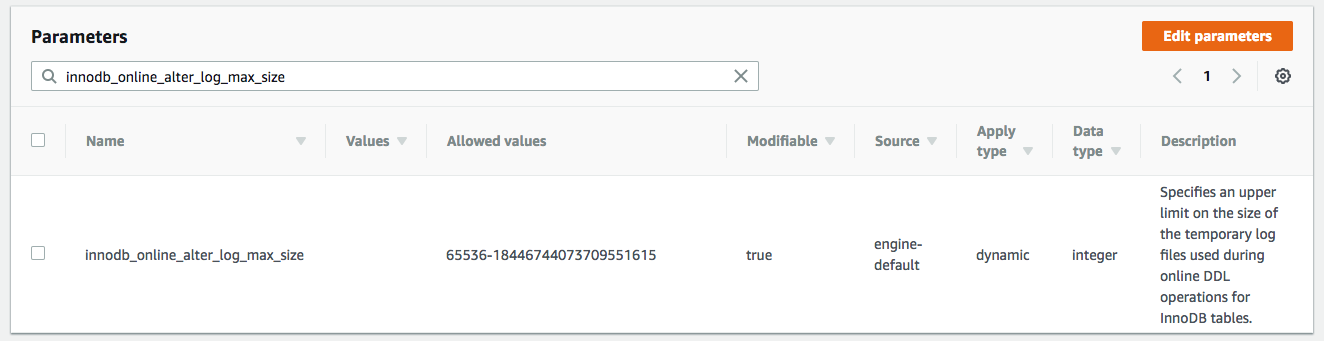 Parameters
Edit parameters
innodb_online_alter_log_max_size
1
Name
Values
Allowed values
Modifiable
Source
Apply
type
Data
type
Description
innodb_online_alter_log_max_size
65536-18446744073709551615
true
engine-
default
dynamic
integer
Specifies an upper
limit on the size of
the temporary log
files used during
online DDL
operations for
InnoDB tables.